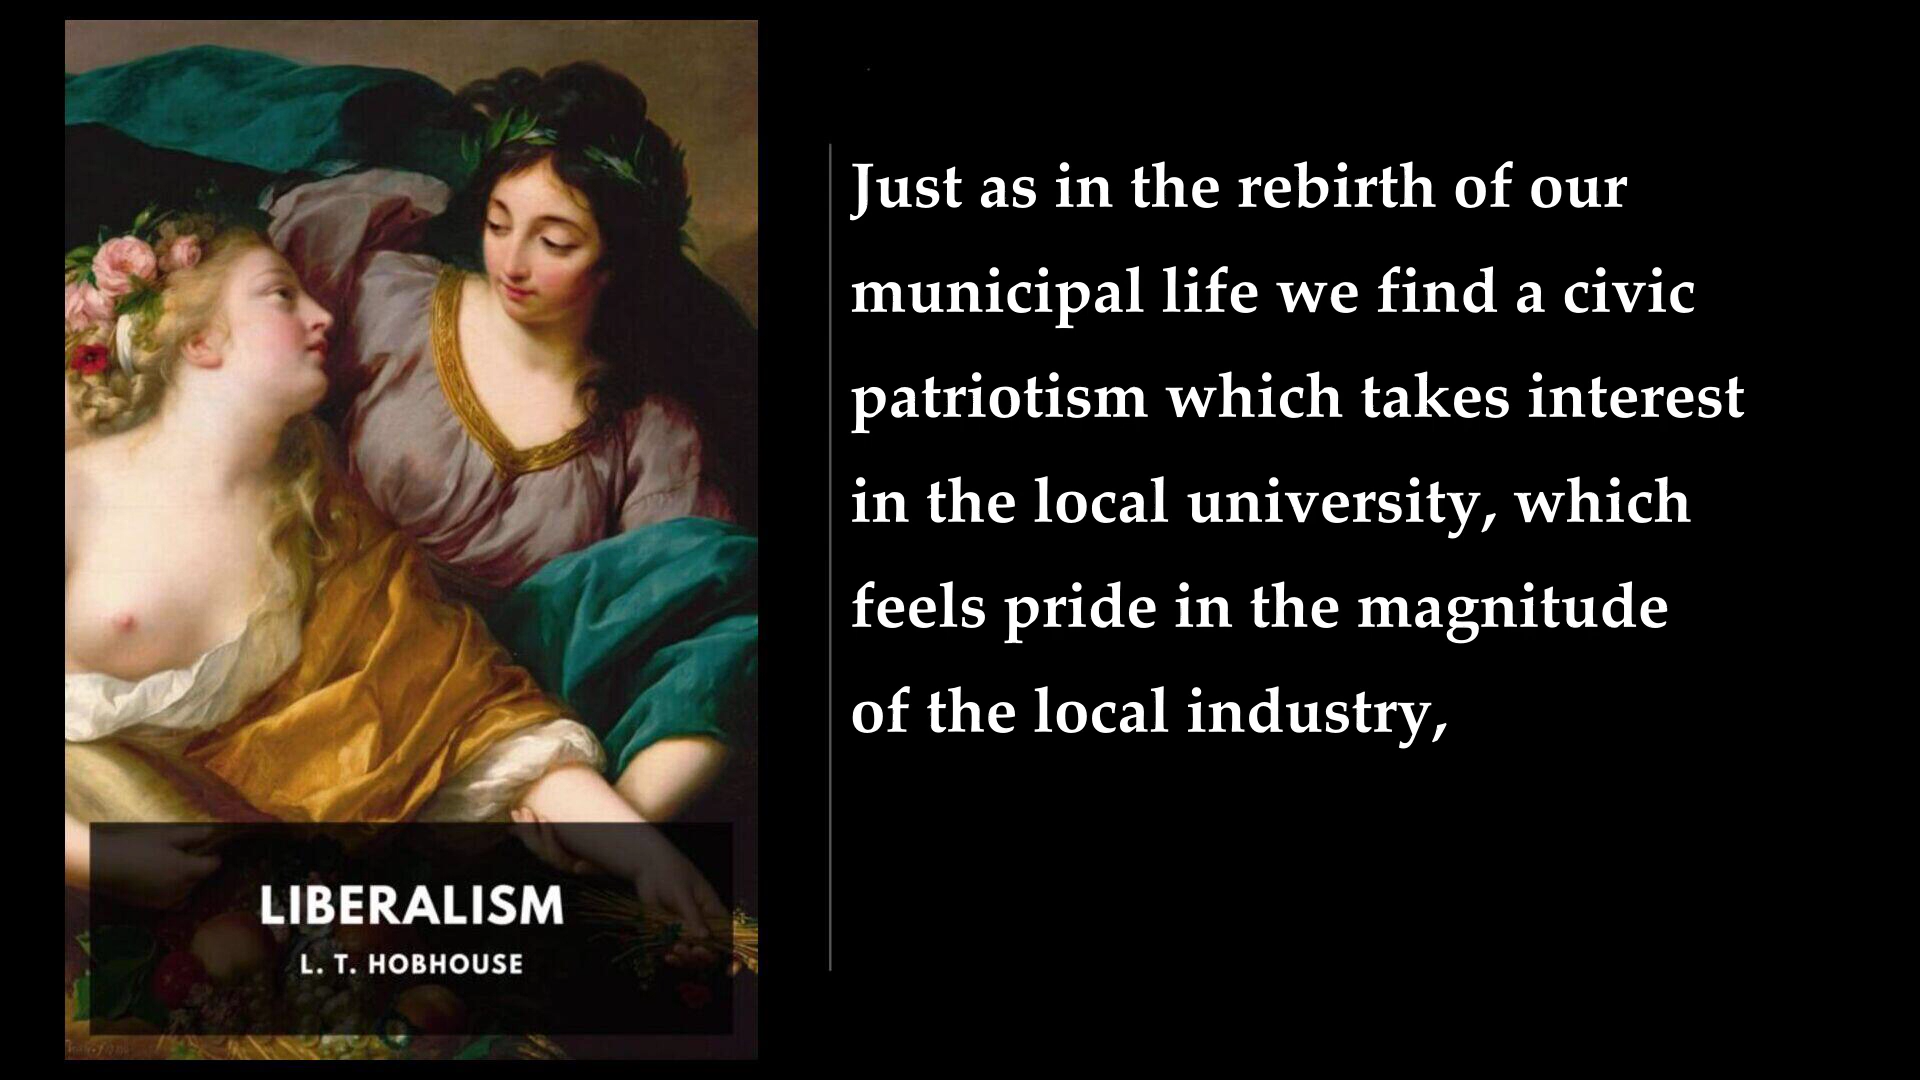 Just as in the rebirth of our
municipal life we find a civic
patriotism which takes interest
in the local university, which
feels pride in the magnitude
of the local industry,
LIBERALISM
L. T. HOBHOUSE